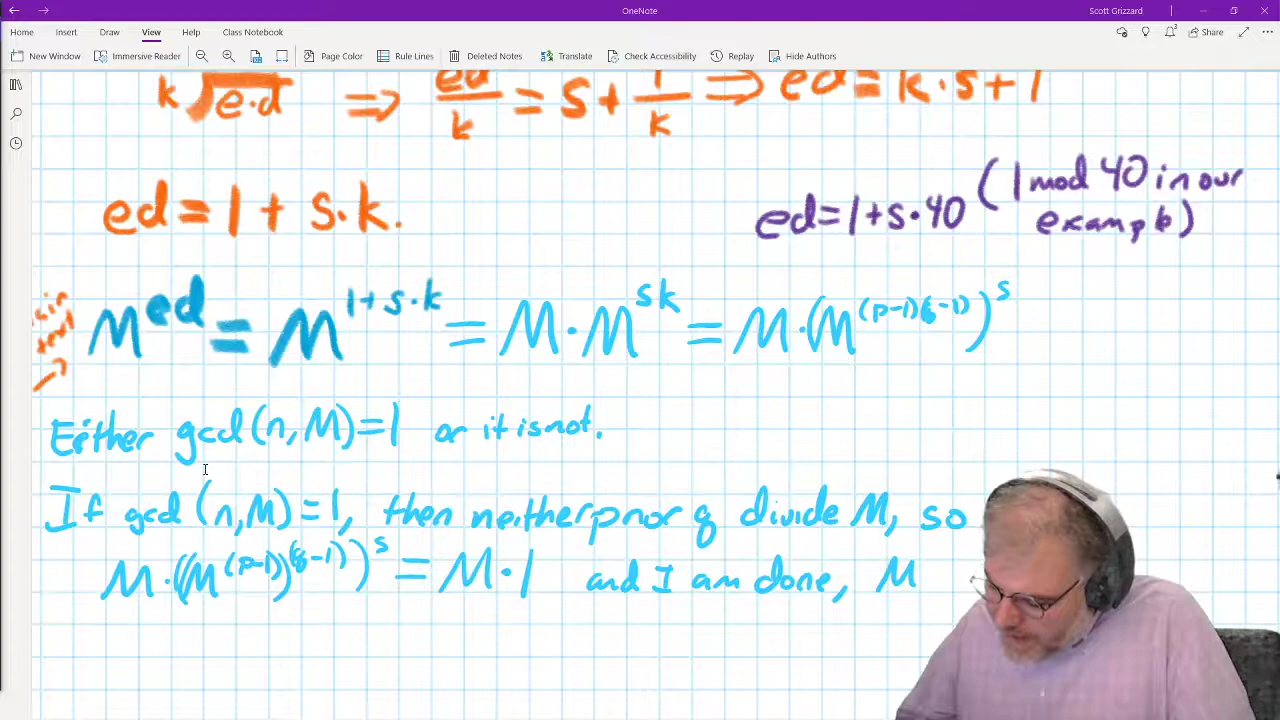 OneNote
Scott Grizzard
Home Insert Draw View Help Class Notebook
Share
New Window Immersive Reader Page Color Rule Lines Deleted Notes Translate Check Accessibility Replay Hide Authors
k √e·d ⇒ ed/k = s + 1/k ⇒ ed = k·s+1
ed = 1 + s·k.
ed=1+s·40 (1 mod 40 in our
example)
M^ed = M^(1+s·k) = M·M^(sk) = M·(M^((p-1)(q-1)))^s
Either gcd(n,M)=1 or it is not.
If gcd(n,M)=1, then neither p nor q divide M, so
M·((M^(p-1))^(q-1))^s = M·1 and I am done, M